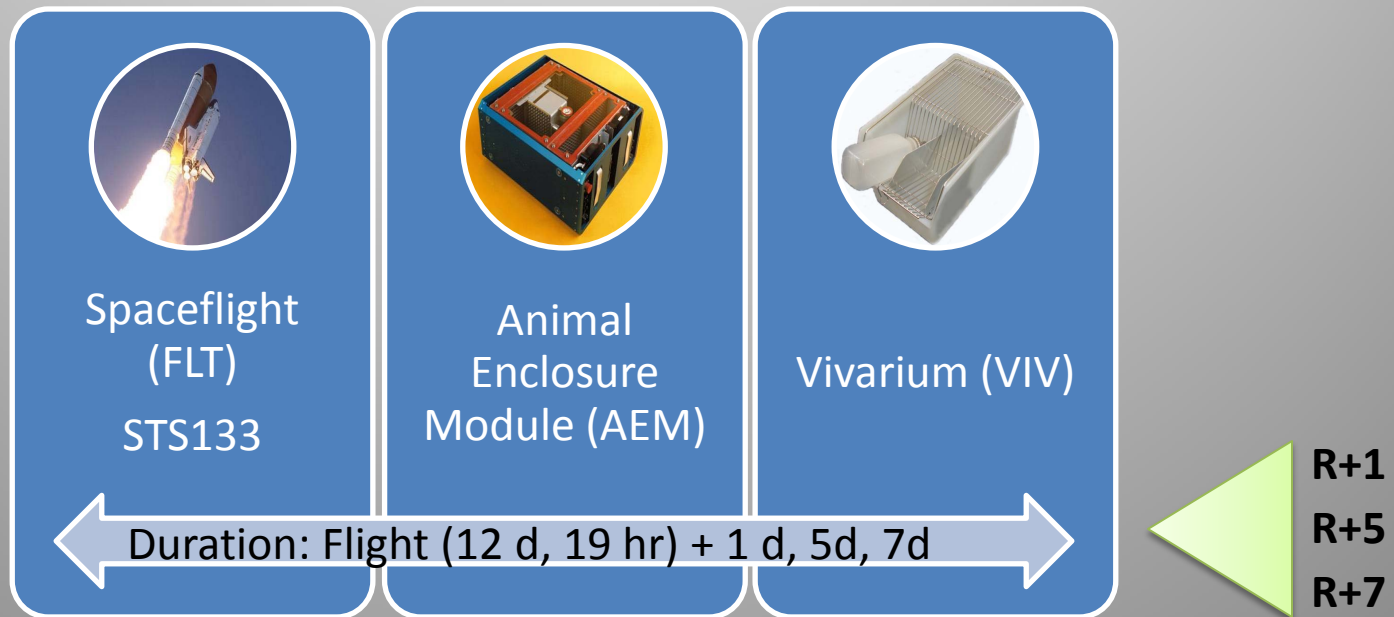 Spaceflight
(FLT)
STS133
Animal
Enclosure
Module (AEM)
Vivarium (VIV)
Duration: Flight (12 d, 19 hr) + 1 d, 5d, 7d
R+1
R+5
R+7